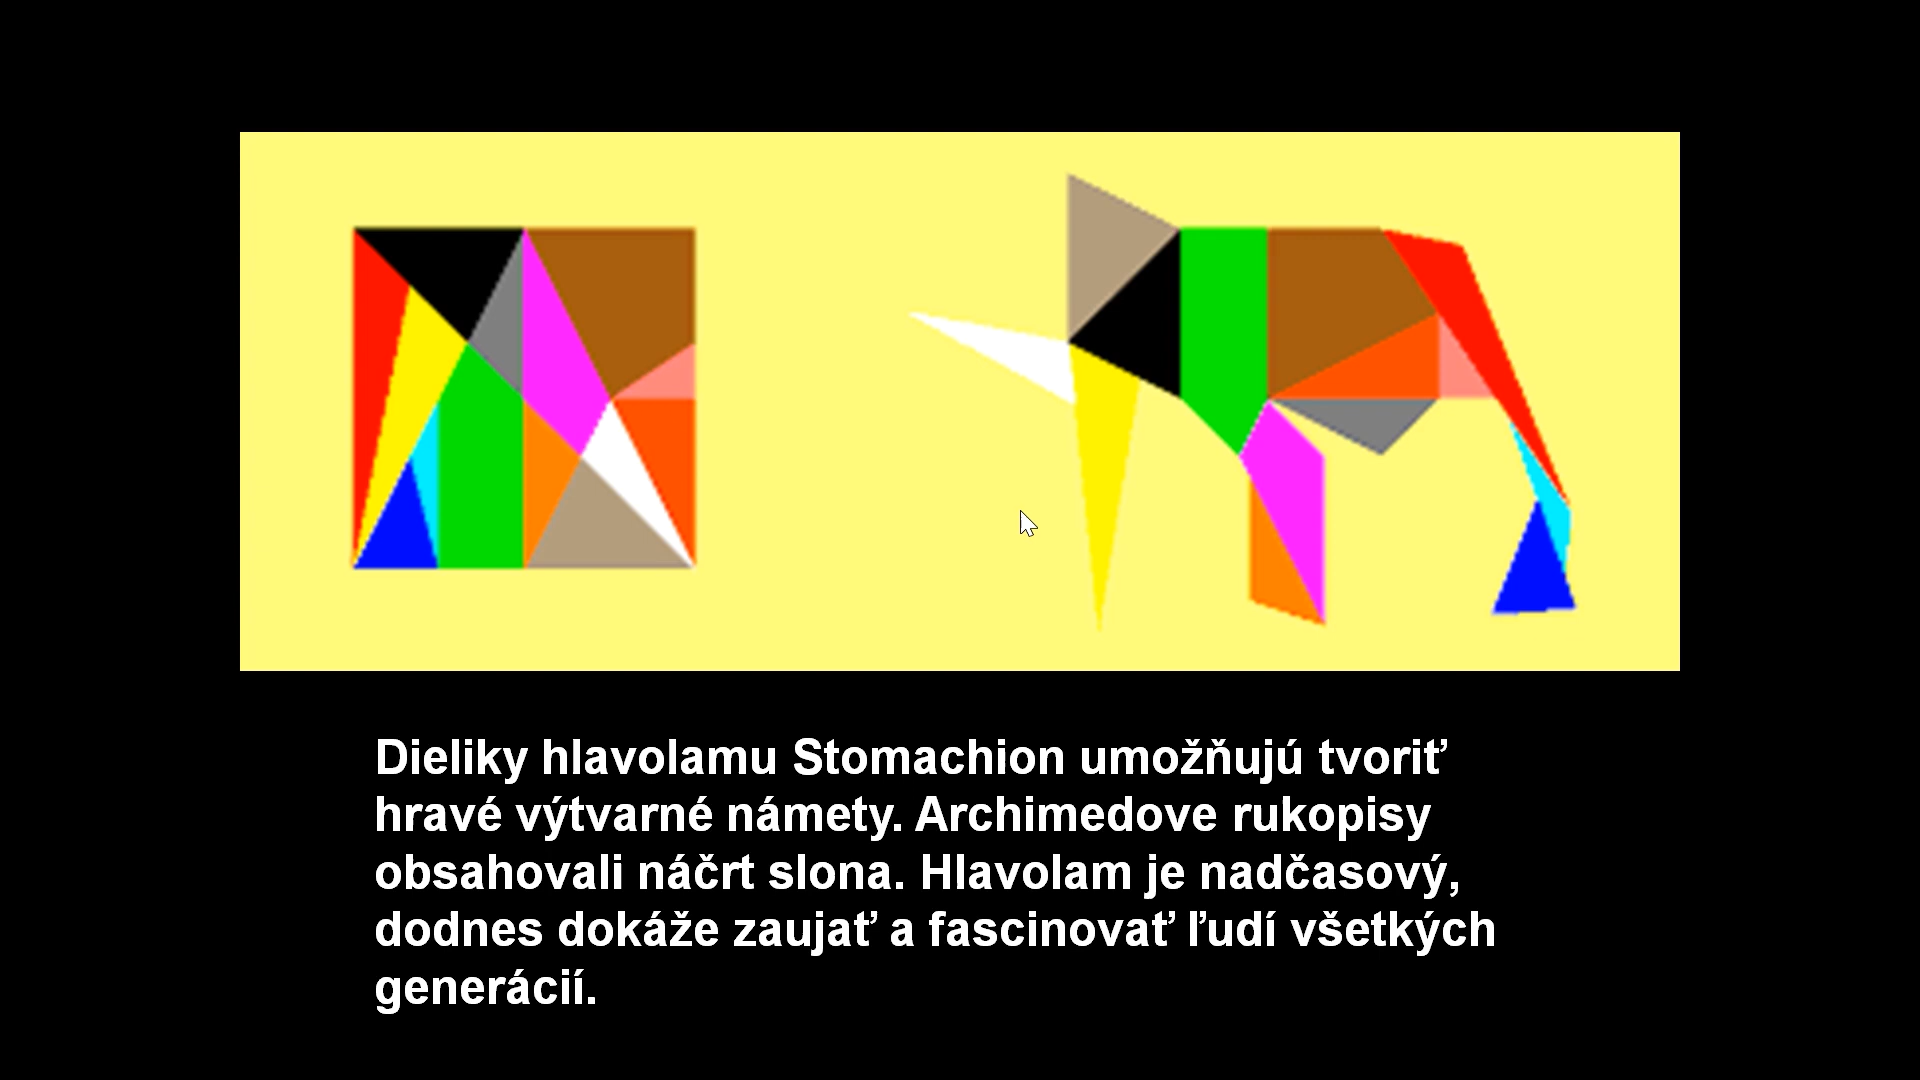 Dieliky hlavolamu Stomachion umožňujú tvoriť
hravé výtvarné námety. Archimedove rukopisy
obsahovali náčrt slona. Hlavolam je nadčasový,
dodnes dokáže zaujať a fascinovať ľudí všetkých
generácií.